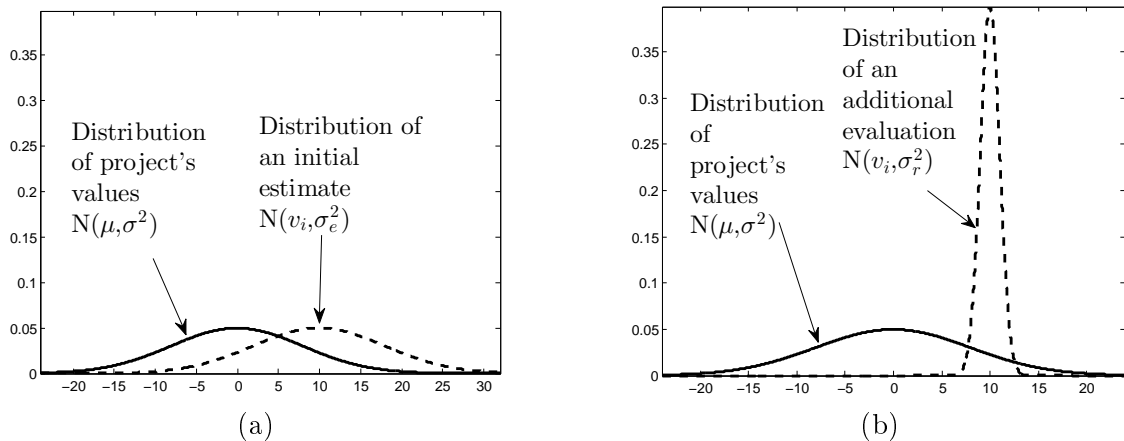 0.35
0.3
0.25
0.2
0.15
0.1
0.05
0
Distribution
of project's
values
N(μ,σ²)
Distribution of
an initial
estimate
N(vᵢ,σₑ²)
−20 −15 −10 −5 0 5 10 15 20 25 30
(a)
0.35
0.3
0.25
0.2
0.15
0.1
0.05
0
Distribution
of
project's
values
N(μ,σ²)
Distribution
of an
additional
evaluation
N(vᵢ,σᵣ²)
−20 −15 −10 −5 0 5 10 15 20
(b)